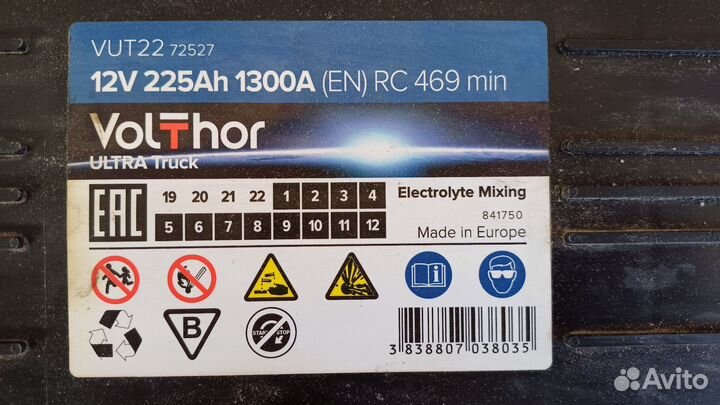 VUT22 72527
12V 225Ah 1300A (EN) RC 469 min
VolThor
ULTRA Truck
EAC
19 20 21 22 1 2 3 4
5 6 7 8 9 10 11 12
Electrolyte Mixing
841750
Made in Europe
B
START STOP
3 838807 038035
Avito